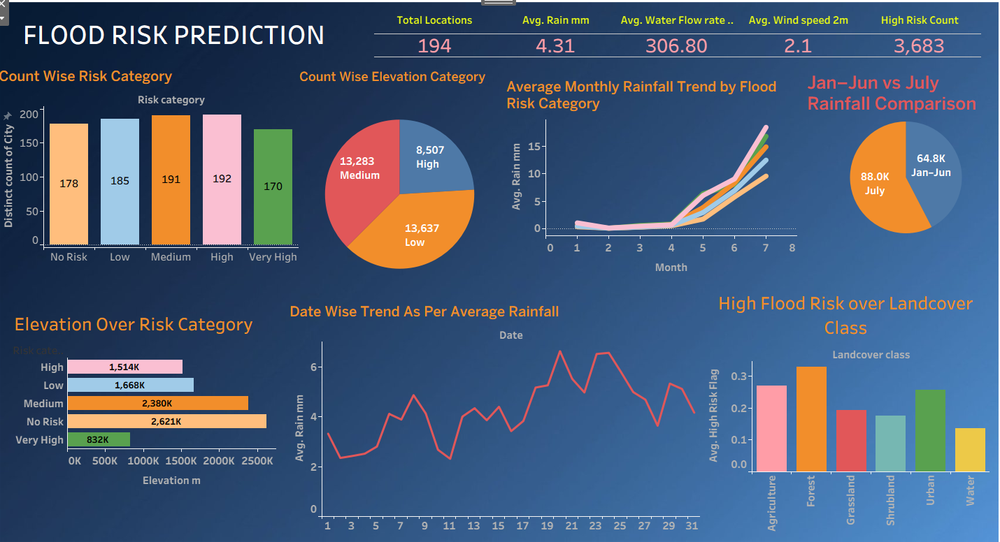 FLOOD RISK PREDICTION
Total Locations
Avg. Rain mm
Avg. Water Flow rate ..
Avg. Wind speed 2m
High Risk Count
194
4.31
306.80
2.1
3,683
Count Wise Risk Category
Risk category
Distinct count of City
200
150
100
50
0
178
185
191
192
170
No Risk
Low
Medium
High
Very High
Count Wise Elevation Category
8,507
High
13,283
Medium
13,637
Low
Average Monthly Rainfall Trend by Flood
Risk Category
Avg. Rain mm
15
10
5
0
0
1
2
3
4
5
6
7
8
Month
Jan–Jun vs July
Rainfall Comparison
64.8K
Jan–Jun
88.0K
July
Elevation Over Risk Category
Risk cate..
High
1,514K
Low
1,668K
Medium
2,380K
No Risk
2,621K
Very High
832K
0K
500K
1000K
1500K
2000K
2500K
Elevation m
Date Wise Trend As Per Average Rainfall
Date
Avg. Rain mm
6
4
2
0
1
3
5
7
9
11
13
15
17
19
21
23
25
27
29
31
High Flood Risk over Landcover
Class
Landcover class
Avg. High Risk Flag
0.3
0.2
0.1
0.0
Agriculture
Forest
Grassland
Shrubland
Urban
Water